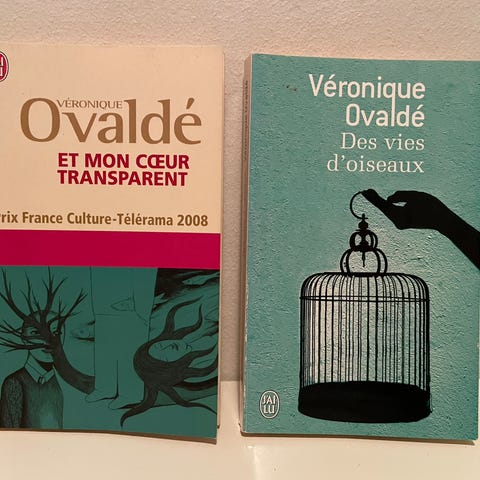 J'AI
LU
VÉRONIQUE
Ovaldé
ET MON CŒUR
TRANSPARENT
Prix France Culture-Télérama 2008
Véronique
Ovaldé
Des vies
d'oiseaux
J'AI
LU